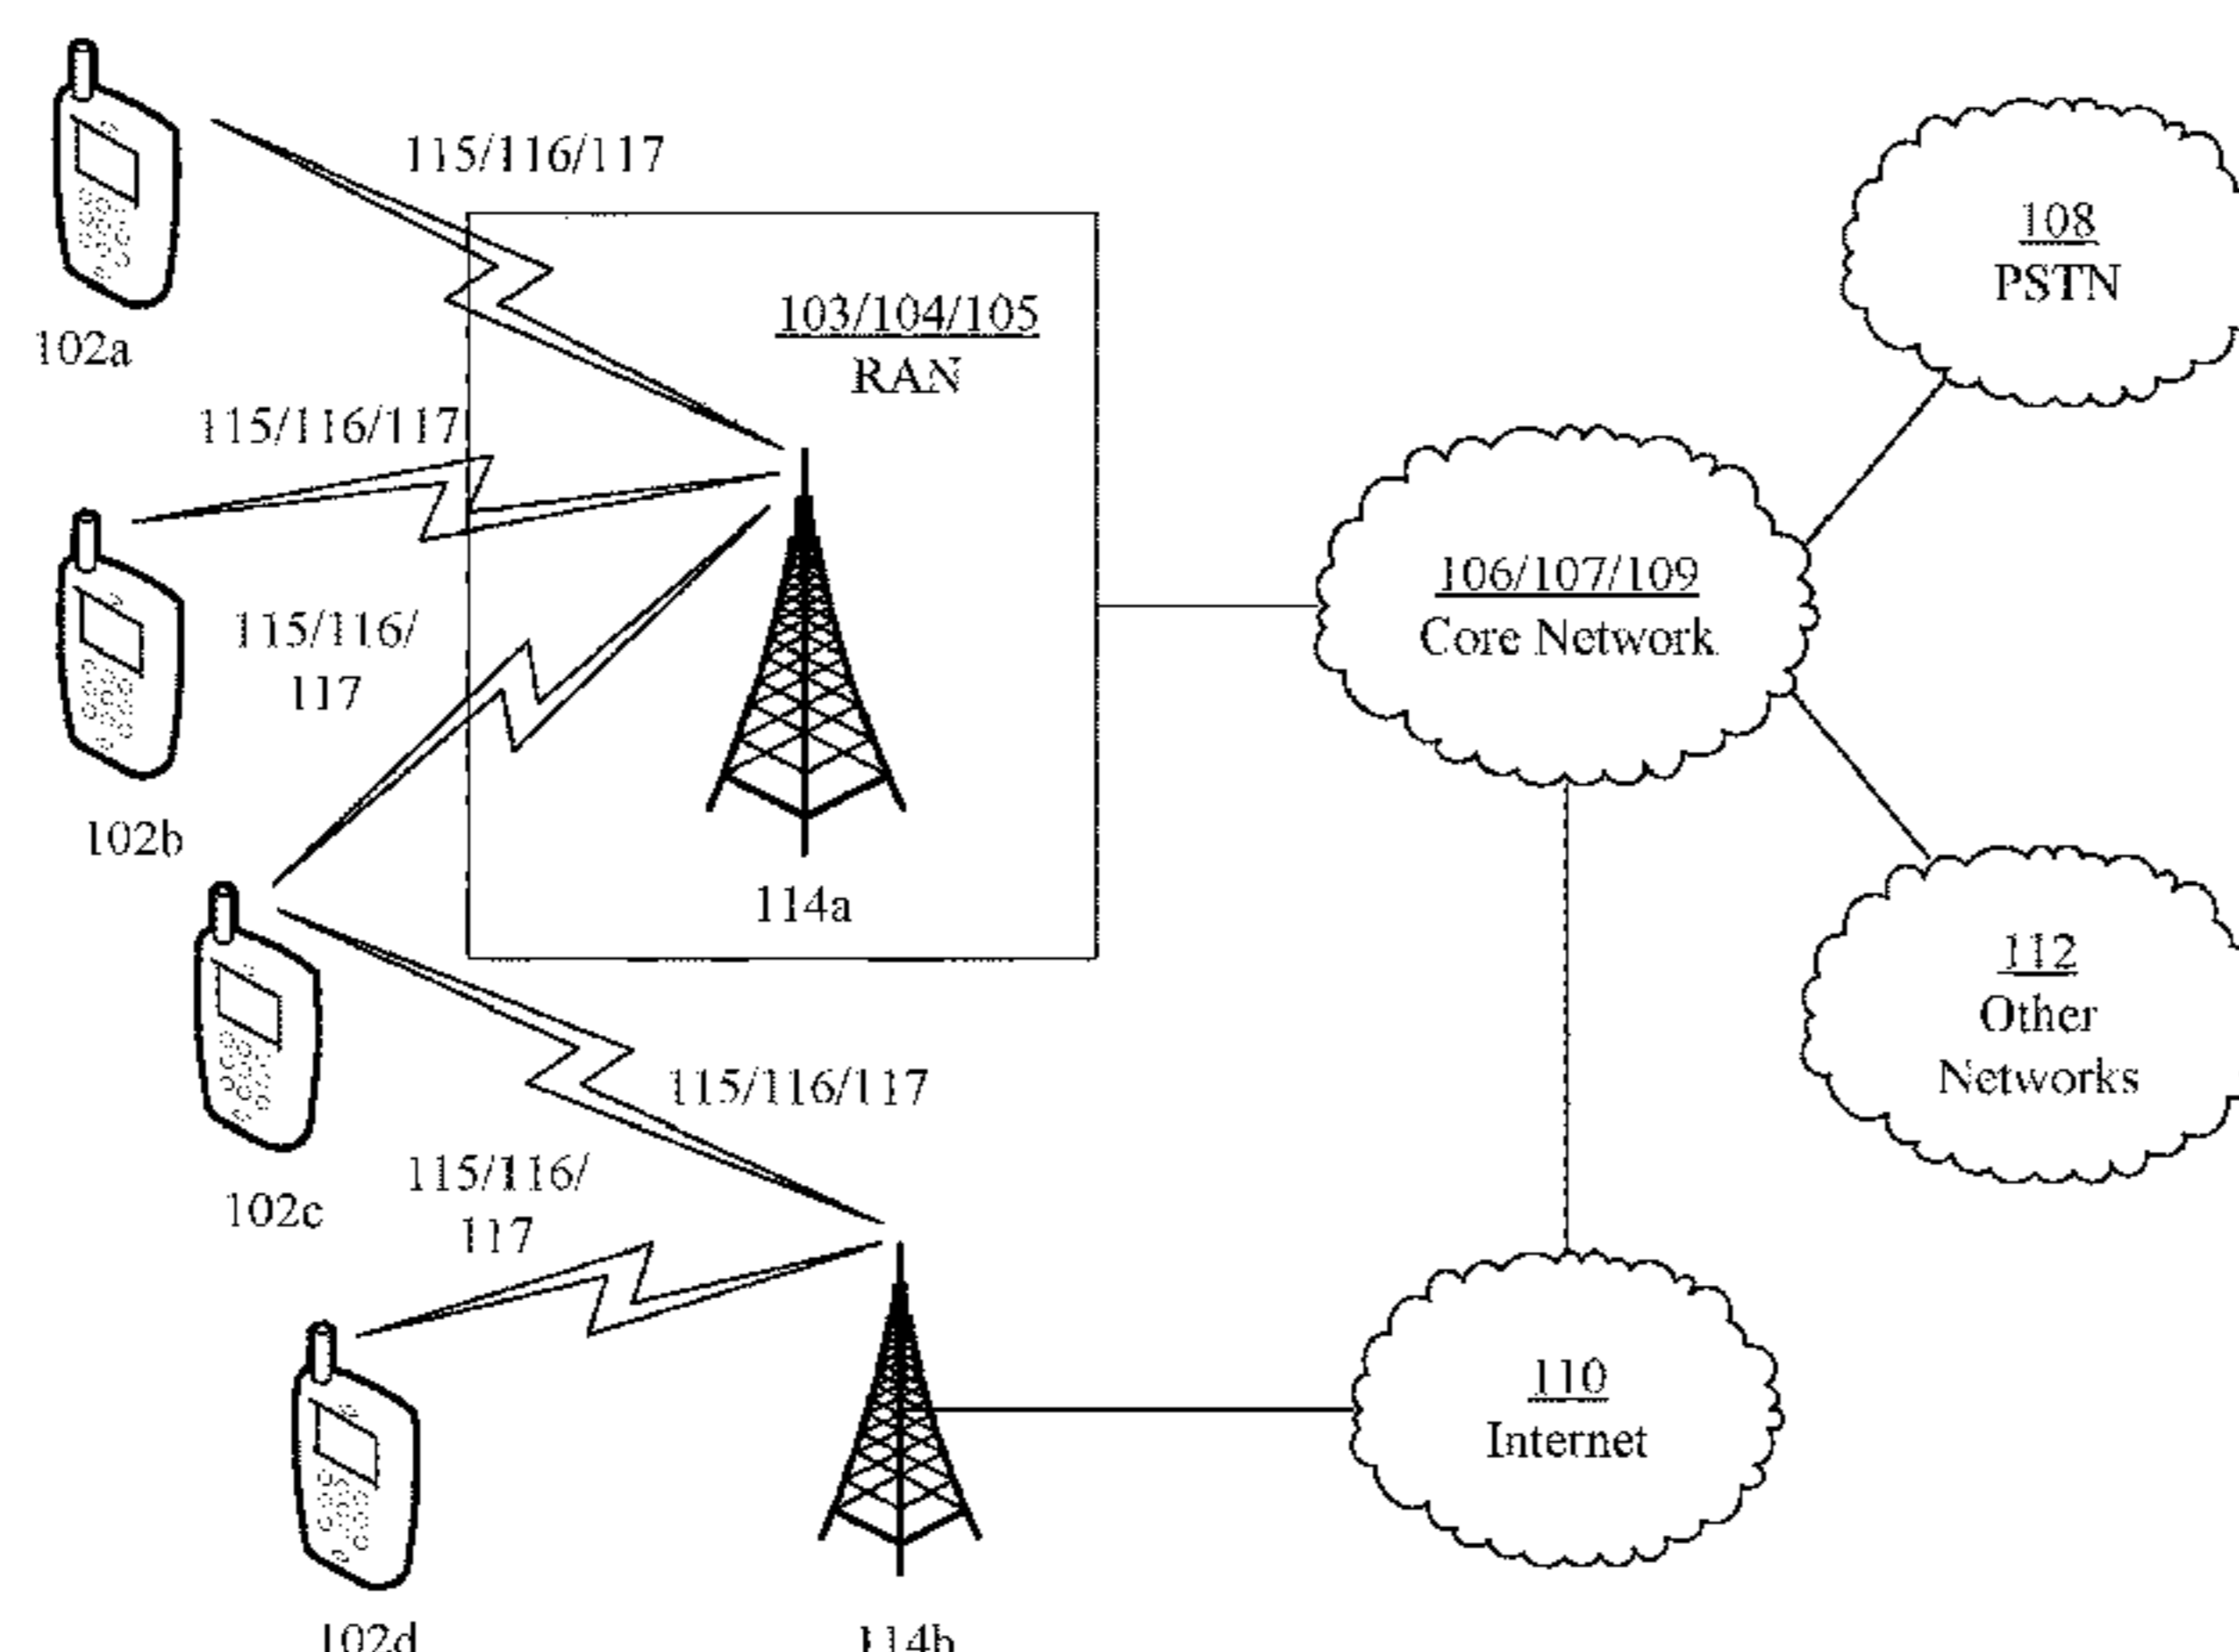 115/116/117
102a
103/104/105
RAN
108
PSTN
115/116/117
115/116/
117
102b
106/107/109
Core Network
114a
112
Other
Networks
102c
115/116/117
115/116/
117
110
Internet
102d
114b